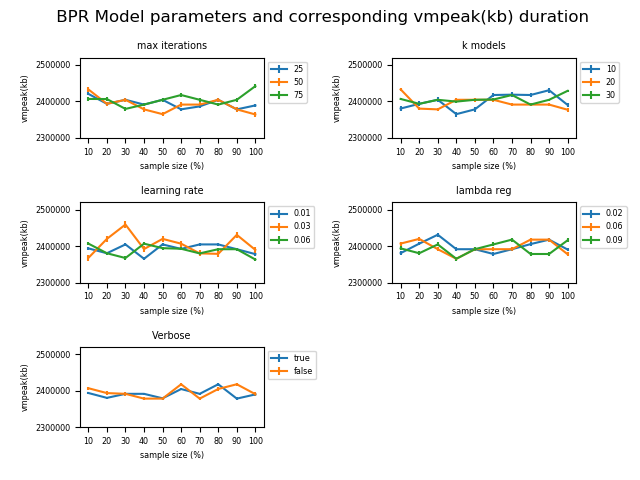 BPR Model parameters and corresponding vmpeak(kb) duration
max iterations
vmpeak(kb)
2500000
2400000
2300000
10 20 30 40 50 60 70 80 90 100
sample size (%)
25
50
75
k models
vmpeak(kb)
2500000
2400000
2300000
10 20 30 40 50 60 70 80 90 100
sample size (%)
10
20
30
learning rate
vmpeak(kb)
2500000
2400000
2300000
10 20 30 40 50 60 70 80 90 100
sample size (%)
0.01
0.03
0.06
lambda reg
vmpeak(kb)
2500000
2400000
2300000
10 20 30 40 50 60 70 80 90 100
sample size (%)
0.02
0.06
0.09
Verbose
vmpeak(kb)
2500000
2400000
2300000
10 20 30 40 50 60 70 80 90 100
sample size (%)
true
false